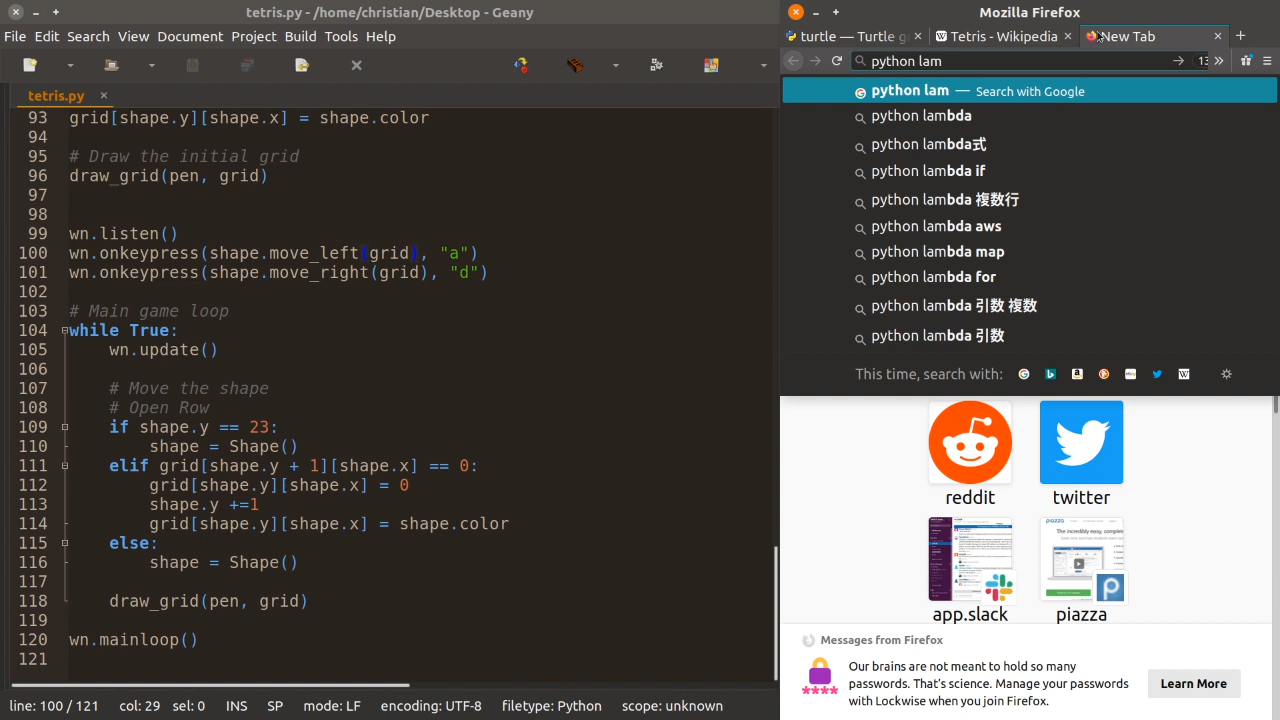 tetris.py - /home/christian/Desktop - Geany
File Edit Search View Document Project Build Tools Help
tetris.py
93 grid[shape.y][shape.x] = shape.color
94
95 # Draw the initial grid
96 draw_grid(pen, grid)
97
98
99 wn.listen()
100 wn.onkeypress(shape.move_left(grid), "a")
101 wn.onkeypress(shape.move_right(grid), "d")
102
103 # Main game loop
104 while True:
105 wn.update()
106
107 # Move the shape
108 # Open Row
109 if shape.y == 23:
110 shape = Shape()
111 elif grid[shape.y + 1][shape.x] == 0:
112 grid[shape.y][shape.x] = 0
113 shape.y +=1
114 grid[shape.y][shape.x] = shape.color
115 else:
116 shape = Shape()
117
118 draw_grid(pen, grid)
119
120 wn.mainloop()
121
line: 100 / 121 col: 29 sel: 0 INS SP mode: LF encoding: UTF-8 filetype: Python scope: unknown
Mozilla Firefox
turtle — Turtle g
Tetris - Wikipedia
New Tab
python lam
13
python lam — Search with Google
python lambda
python lambda式
python lambda if
python lambda 複数行
python lambda aws
python lambda map
python lambda for
python lambda 引数 複数
python lambda 引数
This time, search with:
reddit
twitter
piazza
The incredibly easy, comple
app.slack
piazza
Messages from Firefox
Our brains are not meant to hold so many
passwords. That's science. Manage your passwords
with Lockwise when you join Firefox.
Learn More